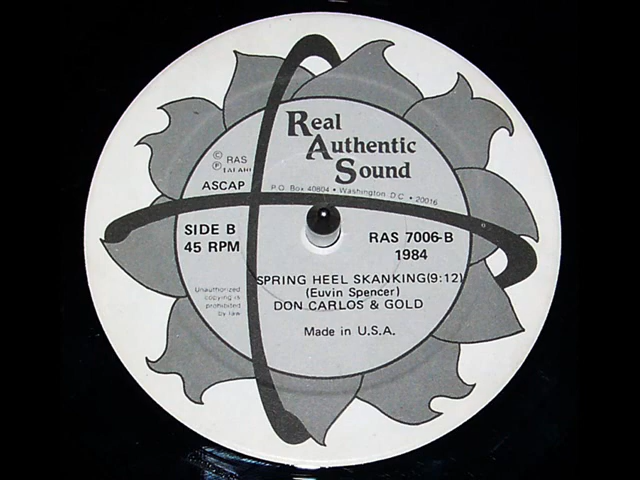 Real
Authentic
Sound
P.O. Box 40804 • Washington D.C. • 20016
© RAS
℗
ASCAP
SIDE B
45 RPM
RAS 7006-B
1984
Unauthorized
copying is
prohibited
by law
SPRING HEEL SKANKING(9:12)
(Euvin Spencer)
DON CARLOS & GOLD
Made in U.S.A.